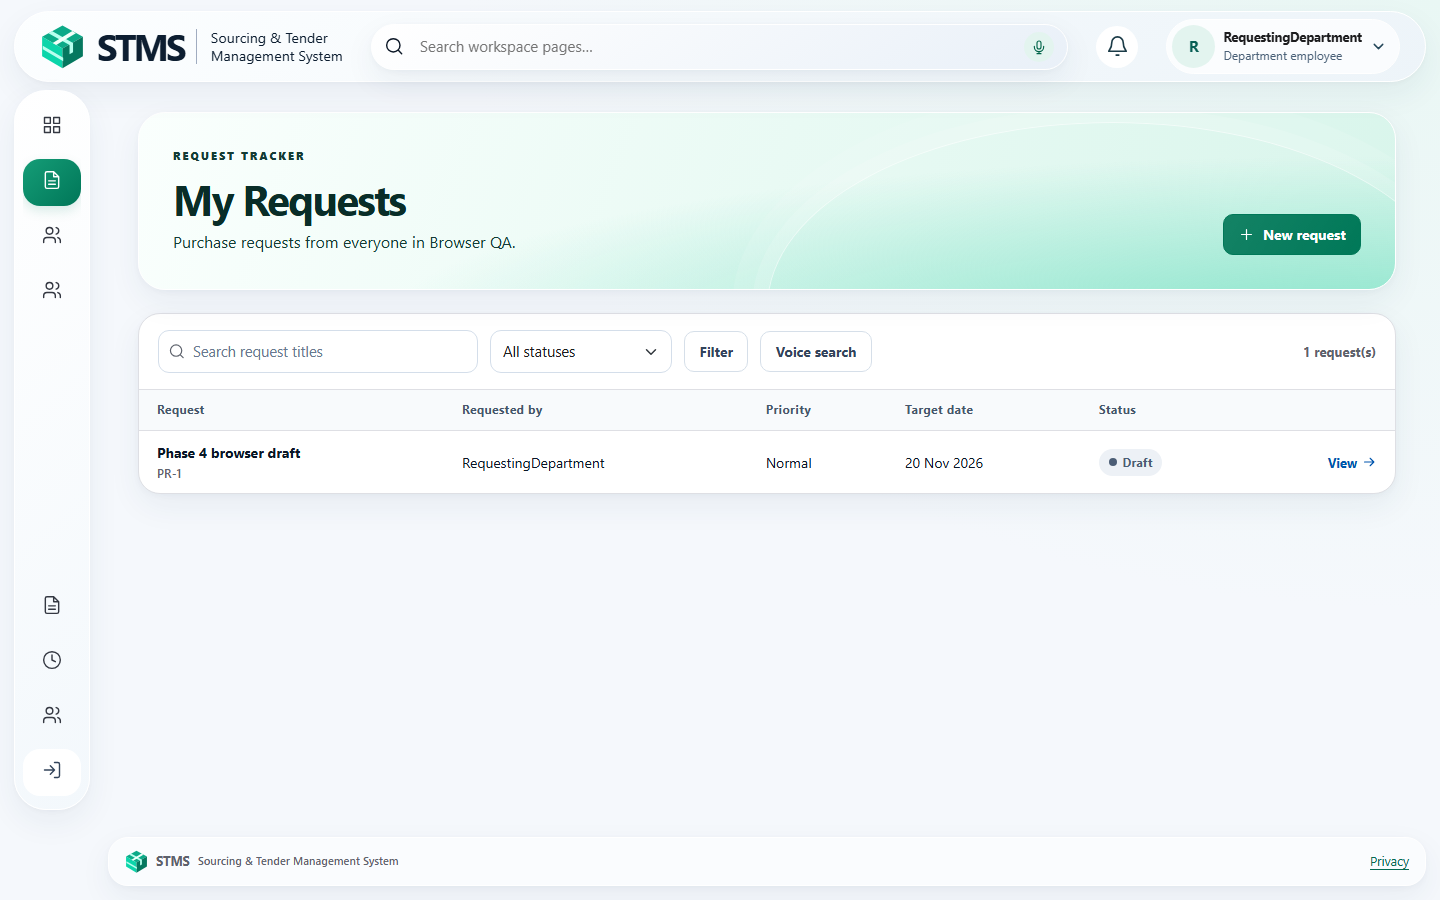 STMS
Sourcing & Tender
Management System
Search workspace pages...
R
RequestingDepartment
Department employee
REQUEST TRACKER
My Requests
Purchase requests from everyone in Browser QA.
+ New request
Search request titles
All statuses
Filter
Voice search
1 request(s)
Request Requested by Priority Target date Status
Phase 4 browser draft
PR-1
RequestingDepartment Normal 20 Nov 2026 Draft View →
STMS Sourcing & Tender Management System
Privacy